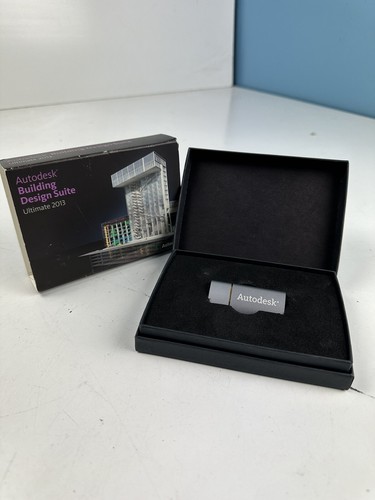 Autodesk®
Building
Design Suite
Ultimate 2013
Autodesk®